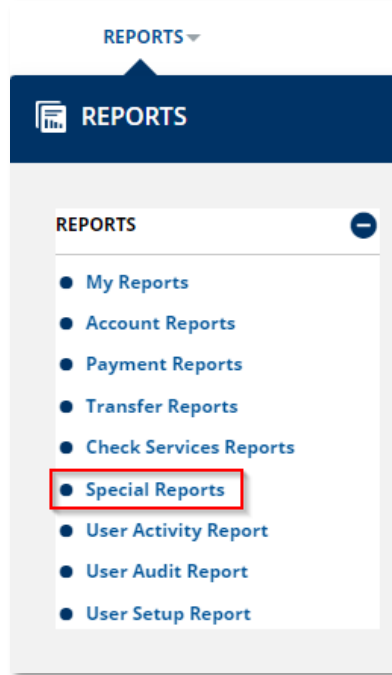 REPORTS
REPORTS
REPORTS
My Reports
Account Reports
Payment Reports
Transfer Reports
Check Services Reports
Special Reports
User Activity Report
User Audit Report
User Setup Report